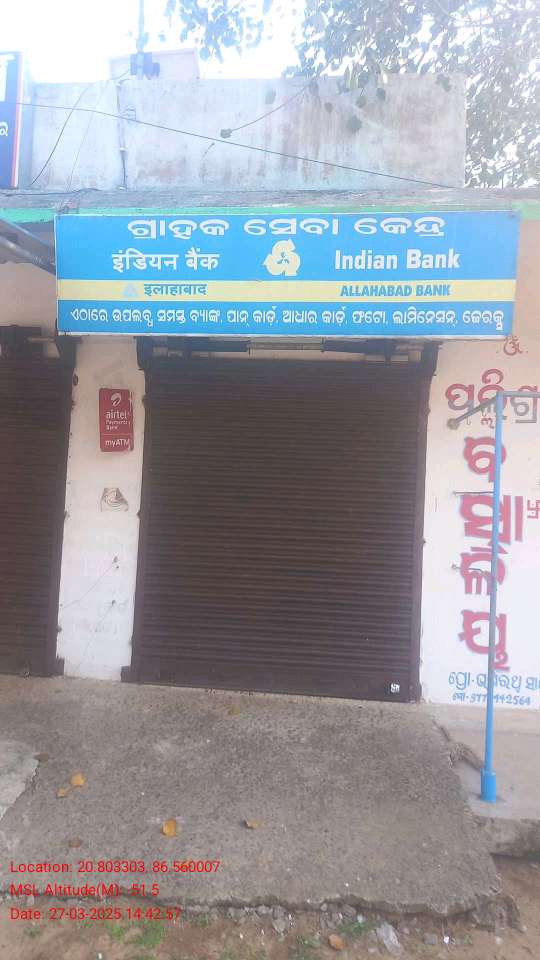 ଗ୍ରାହକ ସେବା କେନ୍ଦ୍ର
इंडियन बैंक
Indian Bank
इलाहाबाद
ALLAHABAD BANK
ଏଠାରେ ଉପଲବ୍ଧ ସମସ୍ତ ବ୍ୟାଙ୍କ, ପାନ୍ କାର୍ଡ଼, ଆଧାର କାର୍ଡ଼, ଫଟୋ, ଲାମିନେସନ୍, ଜେରକ୍ସ
airtel
Payments
Bank
myATM
ଓ
Location: 20.803303, 86.560007
MSL Altitude(M): -51.5
Date: 27-03-2025 14:42:57